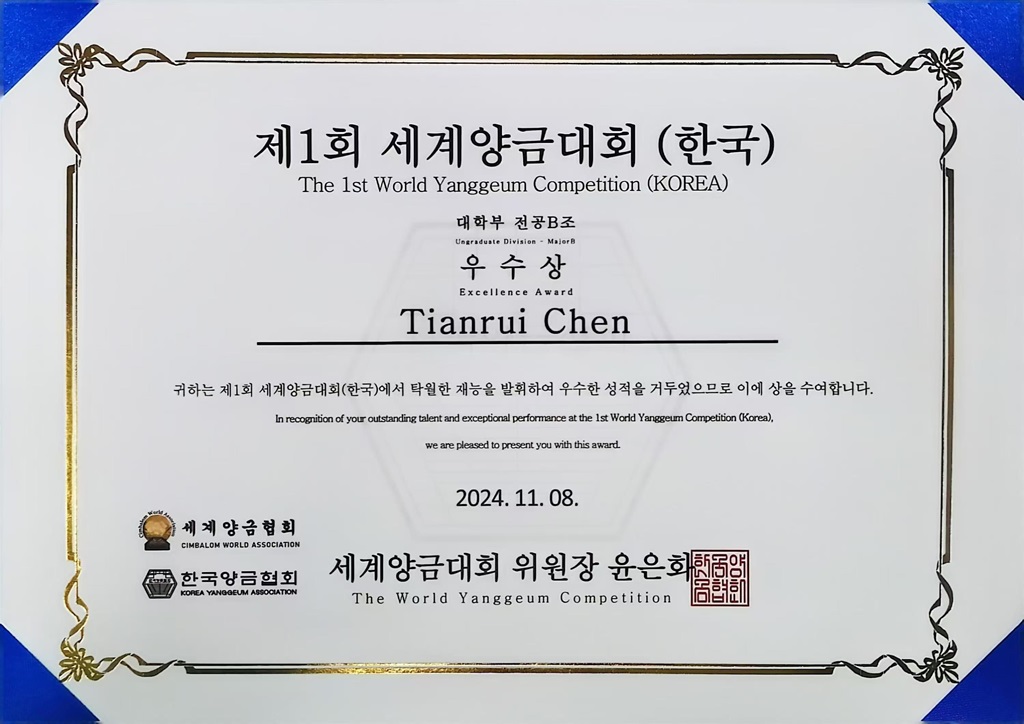 제1회 세계양금대회 (한국)
The 1st World Yanggeum Competition (KOREA)
대학부 전공B조
Ungraduate Division - MajorB
우 수 상
Excellence Award
Tianrui Chen
귀하는 제1회 세계양금대회(한국)에서 탁월한 재능을 발휘하여 우수한 성적을 거두었으므로 이에 상을 수여합니다.
In recognition of your outstanding talent and exceptional performance at the 1st World Yanggeum Competition (Korea),
we are pleased to present you with this award.
2024. 11. 08.
Cimbalom World Association
세계양금협회
CIMBALOM WORLD ASSOCIATION
한국양금협회
KOREA YANGGEUM ASSOCIATION
세계양금대회 위원장 윤은화
The World Yanggeum Competition